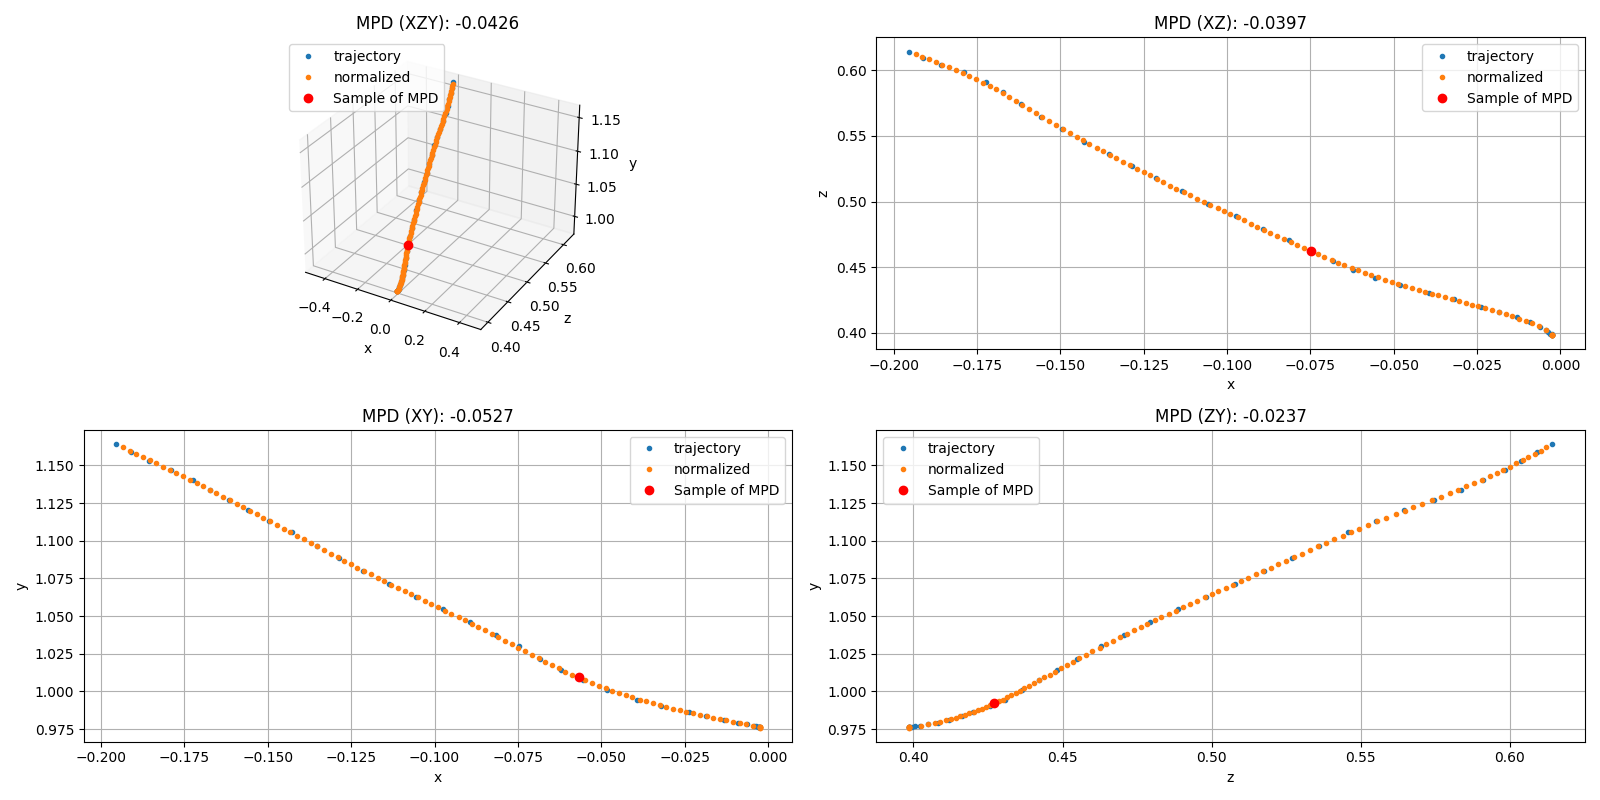 MPD (XZY): -0.0426
trajectory
normalized
Sample of MPD
1.15
1.10
1.05
1.00
y
0.60
0.55
0.50
0.45
0.40
z
−0.4
−0.2
0.0
0.2
0.4
x
MPD (XZ): -0.0397
trajectory
normalized
Sample of MPD
0.60
0.55
0.50
0.45
0.40
z
−0.200 −0.175 −0.150 −0.125 −0.100 −0.075 −0.050 −0.025 0.000
x
MPD (XY): -0.0527
trajectory
normalized
Sample of MPD
1.150
1.125
1.100
1.075
1.050
1.025
1.000
0.975
y
−0.200 −0.175 −0.150 −0.125 −0.100 −0.075 −0.050 −0.025 0.000
x
MPD (ZY): -0.0237
trajectory
normalized
Sample of MPD
1.150
1.125
1.100
1.075
1.050
1.025
1.000
0.975
y
0.40 0.45 0.50 0.55 0.60
z